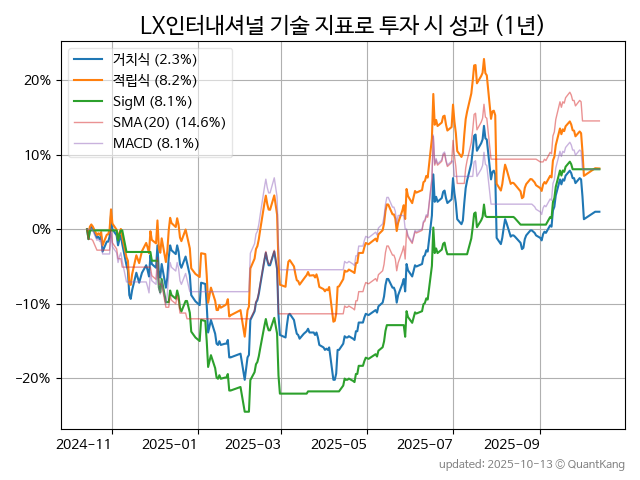 LX인터내셔널 기술 지표로 투자 시 성과 (1년)
거치식 (2.3%)
적립식 (8.2%)
SigM (8.1%)
SMA(20) (14.6%)
MACD (8.1%)
20%
10%
0%
−10%
−20%
2024-11 2025-01 2025-03 2025-05 2025-07 2025-09
updated: 2025-10-13 © QuantKang